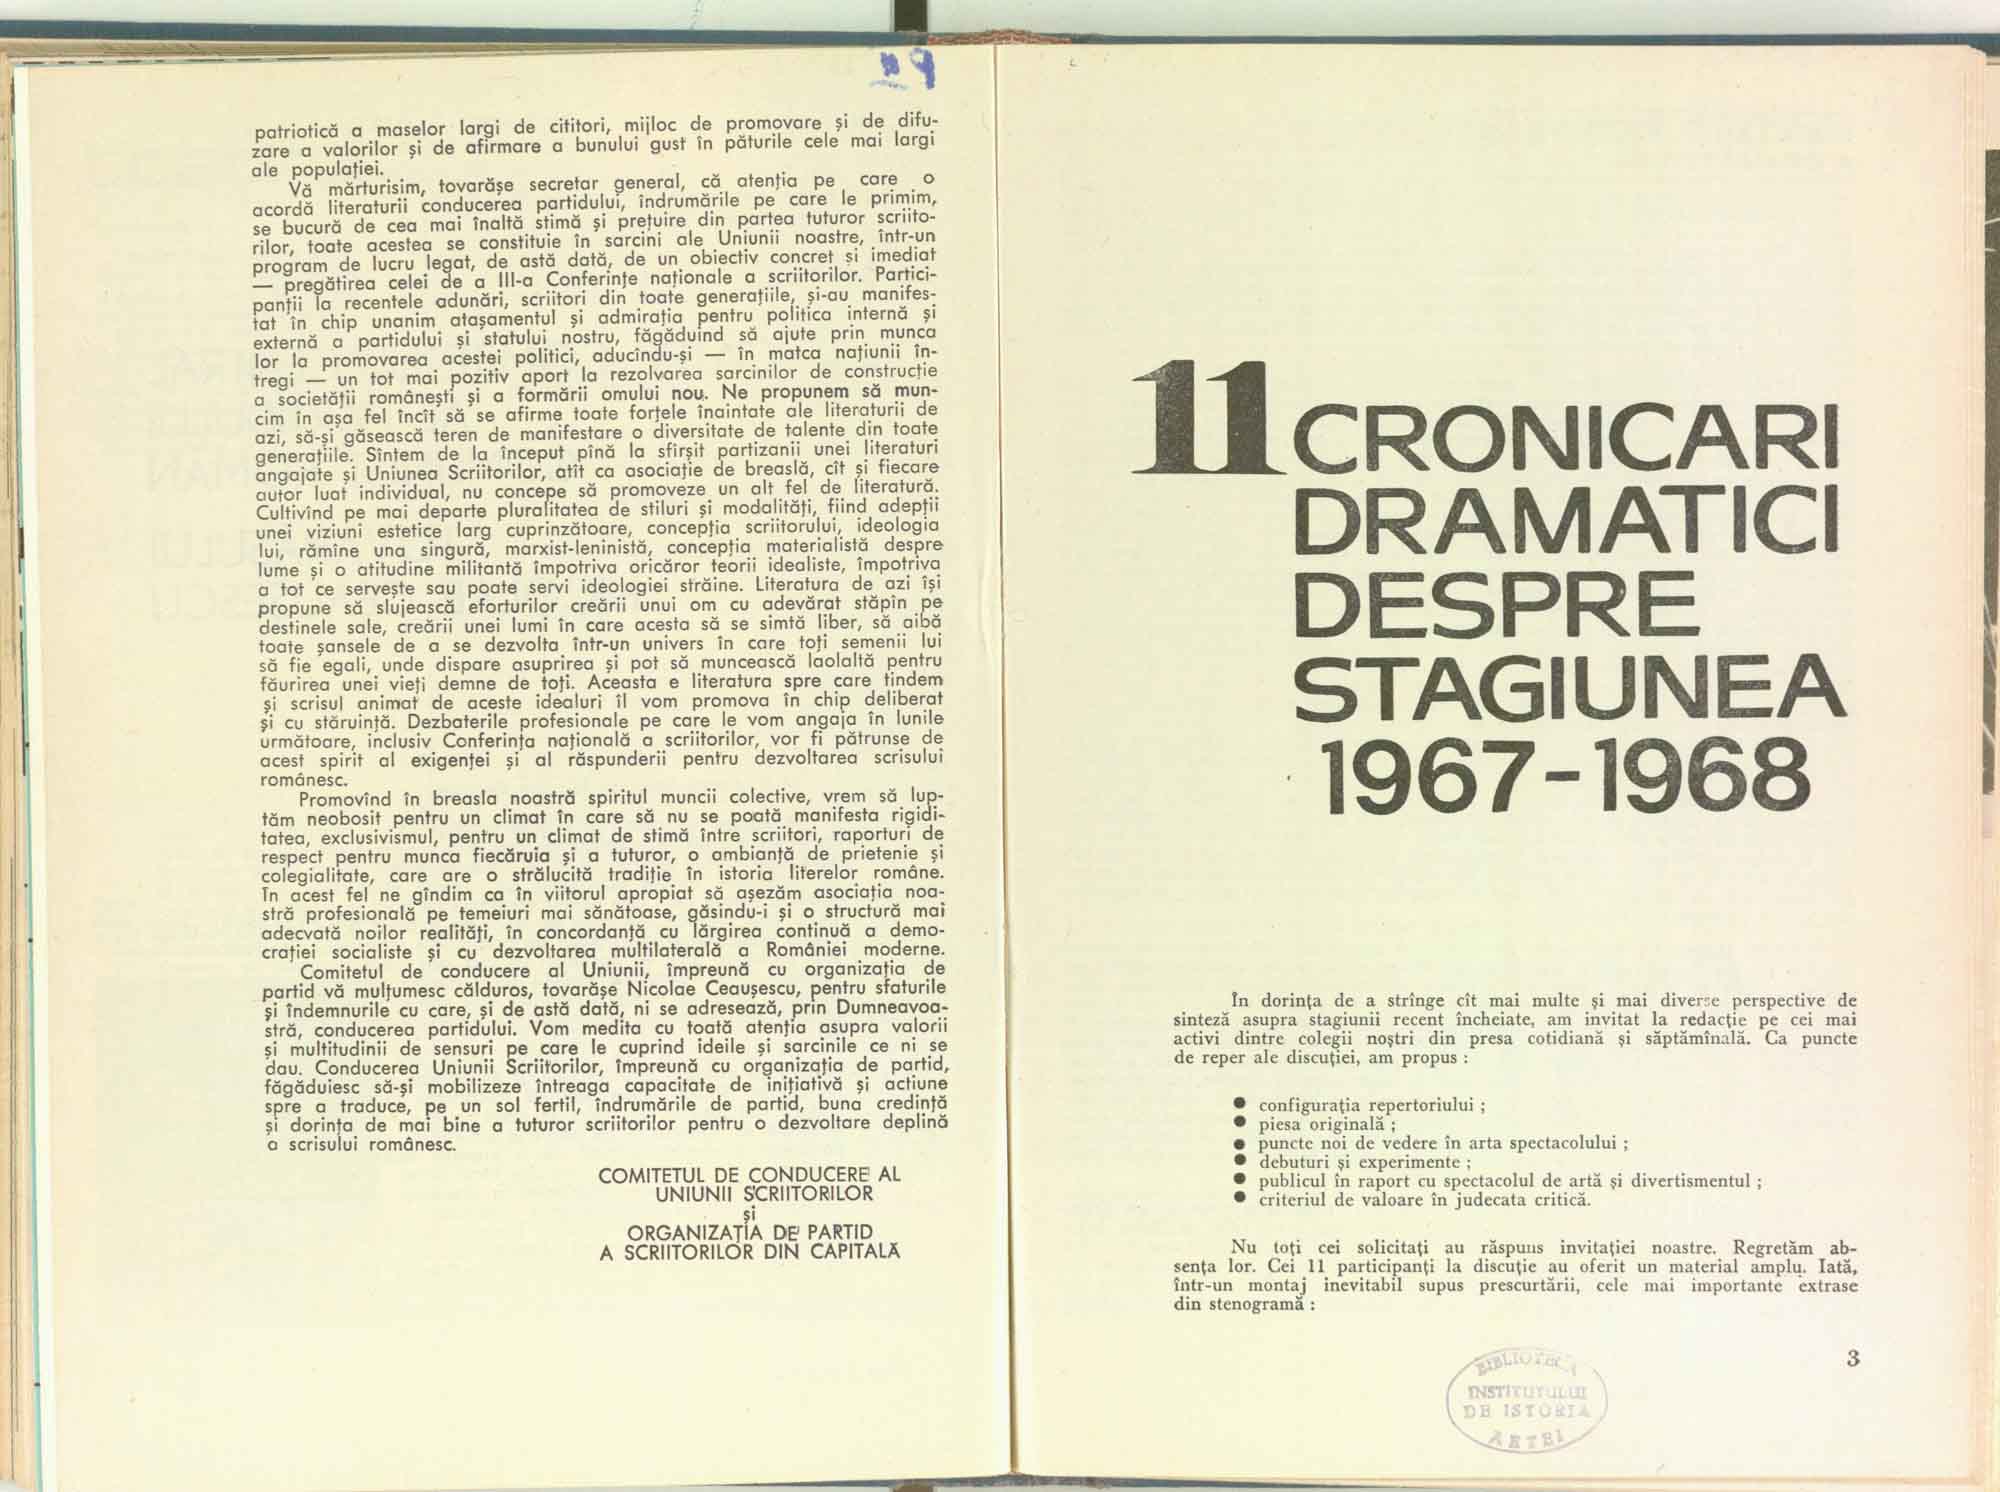 patriotică a maselor largi de cititori, mijloc de promovare și de difu-
zare a valorilor și de afirmare a bunului gust în păturile cele mai largi
ale populației.
Vă mărturisim, tovarășe secretar general, că atenția pe care o
acordă literaturii conducerea partidului, îndrumările pe care le primim,
se bucură de cea mai înaltă stimă și prețuire din partea tuturor scriito-
rilor, toate acestea se constituie în sarcini ale Uniunii noastre, într-un
program de lucru legat, de astă dată, de un obiectiv concret și imediat
— pregătirea celei de a III-a Conferințe naționale a scriitorilor. Partici-
panții la recentele adunări, scriitori din toate generațiile, și-au manifes-
tat în chip unanim atașamentul și admirația pentru politica internă și
externă a partidului și statului nostru, făgăduind să ajute prin munca
lor la promovarea acestei politici, aducîndu-și — în matca națiunii în-
tregi — un tot mai pozitiv aport la rezolvarea sarcinilor de construcție
a societății românești și a formării omului nou. Ne propunem să mun-
cim în așa fel încît să se afirme toate forțele înaintate ale literaturii de
azi, să-și găsească teren de manifestare o diversitate de talente din toate
generațiile. Sîntem de la început pînă la sfîrșit partizanii unei literaturi
angajate și Uniunea Scriitorilor, atît ca asociație de breaslă, cît și fiecare
autor luat individual, nu concepe să promoveze un alt fel de literatură.
Cultivînd pe mai departe pluralitatea de stiluri și modalități, fiind adepții
unei viziuni estetice larg cuprinzătoare, concepția scriitorului, ideologia
lui, rămîne una singură, marxist-leninistă, concepția materialistă despre
lume și o atitudine militantă împotriva oricăror teorii idealiste, împotriva
a tot ce servește sau poate servi ideologiei străine. Literatura de azi își
propune să slujească eforturilor creării unui om cu adevărat stăpîn pe
destinele sale, creării unei lumi în care acesta să se simtă liber, să aibă
toate șansele de a se dezvolta într-un univers în care toți semenii lui
să fie egali, unde dispare asuprirea și pot să muncească laolaltă pentru
făurirea unei vieți demne de toți. Aceasta e literatura spre care tindem
și scrisul animat de aceste idealuri îl vom promova în chip deliberat
și cu stăruință. Dezbaterile profesionale pe care le vom angaja în lunile
următoare, inclusiv Conferința națională a scriitorilor, vor fi pătrunse de
acest spirit al exigenței și al răspunderii pentru dezvoltarea scrisului
românesc.
Promovînd în breasla noastră spiritul muncii colective, vrem să lup-
tăm neobosit pentru un climat în care să nu se poată manifesta rigidi-
tatea, exclusivismul, pentru un climat de stimă între scriitori, raporturi de
respect pentru munca fiecăruia și a tuturor, o ambianță de prietenie și
colegialitate, care are o strălucită tradiție în istoria literelor române.
În acest fel ne gîndim ca în viitorul apropiat să așezăm asociația noa-
stră profesională pe temeiuri mai sănătoase, găsindu-i și o structură mai
adecvată noilor realități, în concordanță cu lărgirea continuă a demo-
crației socialiste și cu dezvoltarea multilaterală a României moderne.
Comitetul de conducere al Uniunii, împreună cu organizația de
partid vă mulțumesc călduros, tovarășe Nicolae Ceaușescu, pentru sfaturile
și îndemnurile cu care, și de astă dată, ni se adresează, prin Dumneavoa-
stră, conducerea partidului. Vom medita cu toată atenția asupra valorii
și multitudinii de sensuri pe care le cuprind ideile și sarcinile ce ni se
dau. Conducerea Uniunii Scriitorilor, împreună cu organizația de partid,
făgăduiesc să-și mobilizeze întreaga capacitate de inițiativă și acțiune
spre a traduce, pe un sol fertil, îndrumările de partid, buna credință
și dorința de mai bine a tuturor scriitorilor pentru o dezvoltare deplină
a scrisului românesc.
COMITETUL DE CONDUCERE AL
UNIUNII SCRIITORILOR
și
ORGANIZAȚIA DE PARTID
A SCRIITORILOR DIN CAPITALĂ
11 CRONICARI
DRAMATICI
DESPRE
STAGIUNEA
1967-1968
În dorința de a strînge cît mai multe și mai diverse perspective de
sinteză asupra stagiunii recent încheiate, am invitat la redacție pe cei mai
activi dintre colegii noștri din presa cotidiană și săptămînală. Ca puncte
de reper ale discuției, am propus :
● configurația repertoriului ;
● piesa originală ;
● puncte noi de vedere în arta spectacolului ;
● debuturi și experimente ;
● publicul în raport cu spectacolul de artă și divertismentul ;
● criteriul de valoare în judecata critică.
Nu toți cei solicitați au răspuns invitației noastre. Regretăm ab-
sența lor. Cei 11 participanți la discuție au oferit un material amplu. Iată,
într-un montaj inevitabil supus prescurtării, cele mai importante extrase
din stenogramă :
3
BIBLIOTECA
INSTITUTULUI
DE ISTORIA
ARTEI